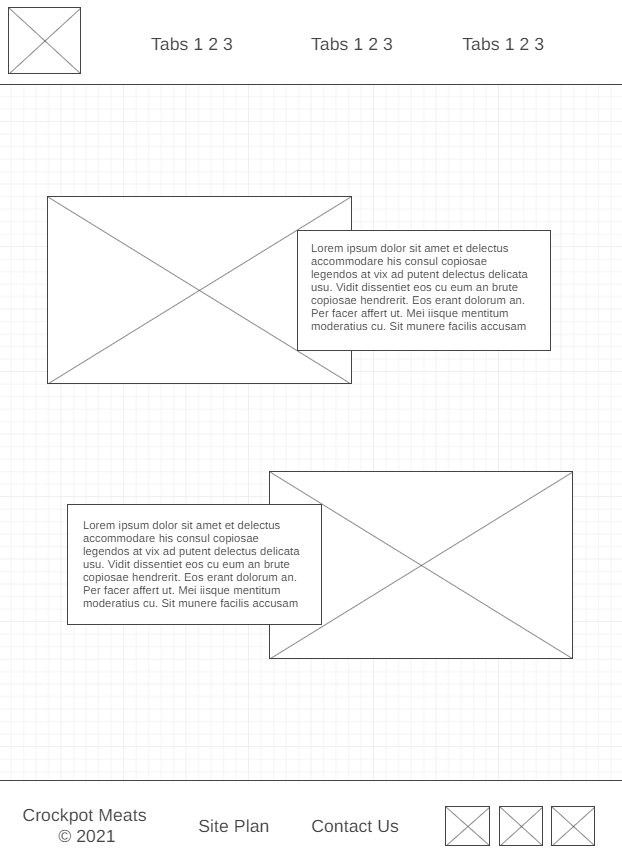 Tabs 1 2 3
Tabs 1 2 3
Tabs 1 2 3
Lorem ipsum dolor sit amet et delectus
accommodare his consul copiosae
legendos at vix ad putent delectus delicata
usu. Vidit dissentiet eos cu eum an brute
copiosae hendrerit. Eos erant dolorum an.
Per facer affert ut. Mei iisque mentitum
moderatius cu. Sit munere facilis accusam
Lorem ipsum dolor sit amet et delectus
accommodare his consul copiosae
legendos at vix ad putent delectus delicata
usu. Vidit dissentiet eos cu eum an brute
copiosae hendrerit. Eos erant dolorum an.
Per facer affert ut. Mei iisque mentitum
moderatius cu. Sit munere facilis accusam
Crockpot Meats
© 2021
Site Plan
Contact Us